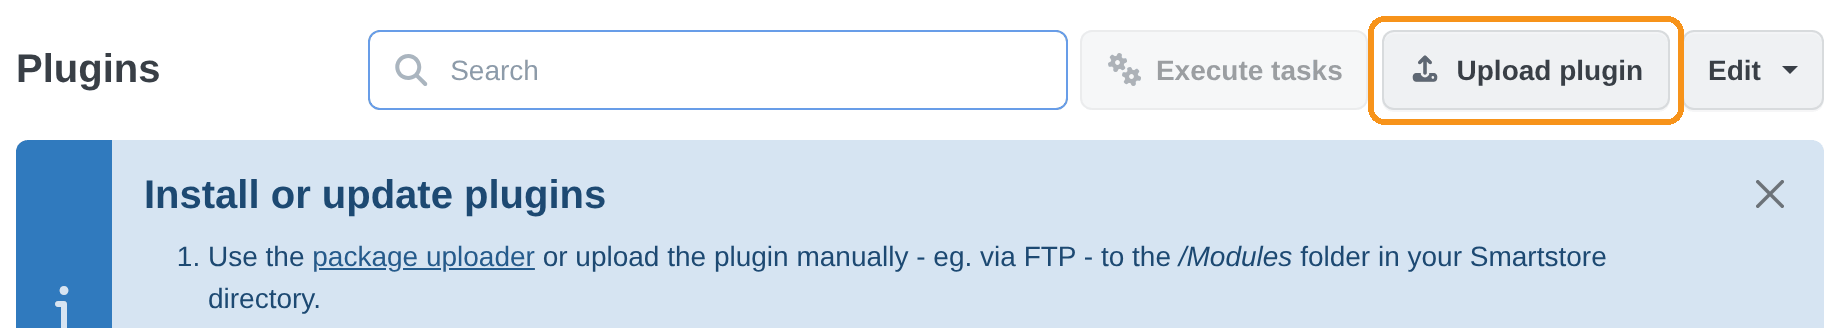 Plugins
Search
Execute tasks
Upload plugin
Edit
Install or update plugins
1. Use the package uploader or upload the plugin manually - eg. via FTP - to the /Modules folder in your Smartstore
directory.